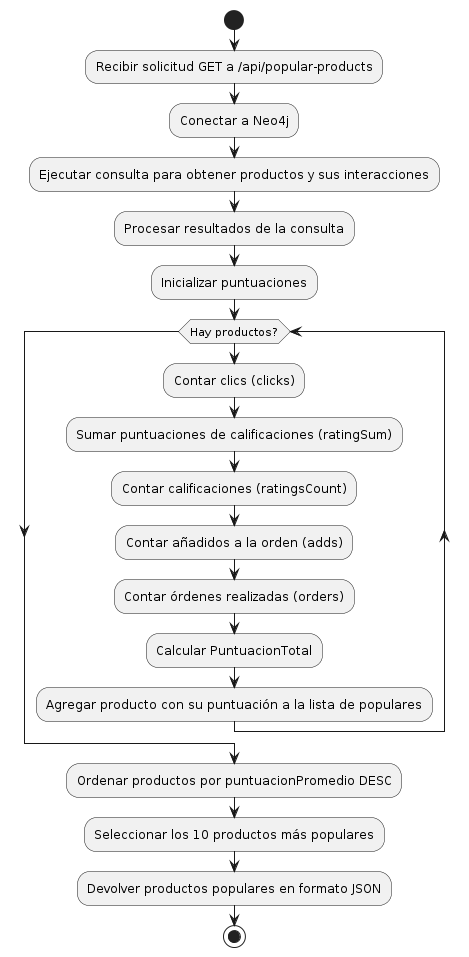 Recibir solicitud GET a /api/popular-products
Conectar a Neo4j
Ejecutar consulta para obtener productos y sus interacciones
Procesar resultados de la consulta
Inicializar puntuaciones
Hay productos?
Contar clics (clicks)
Sumar puntuaciones de calificaciones (ratingSum)
Contar calificaciones (ratingsCount)
Contar añadidos a la orden (adds)
Contar órdenes realizadas (orders)
Calcular PuntuacionTotal
Agregar producto con su puntuación a la lista de populares
Ordenar productos por puntuacionPromedio DESC
Seleccionar los 10 productos más populares
Devolver productos populares en formato JSON